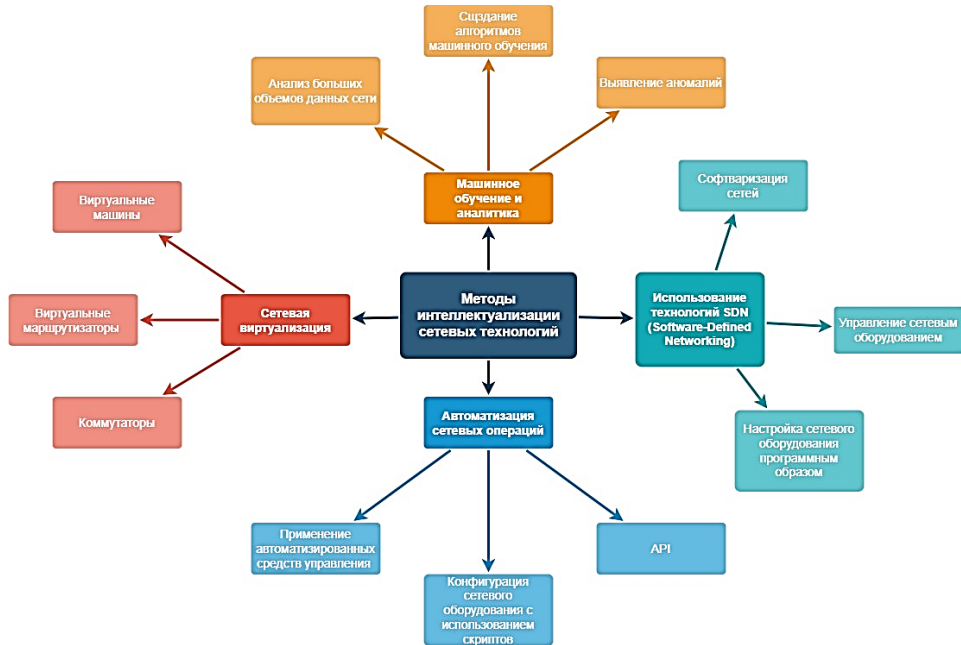 Сщздание
алгоритмов
машинного обучения
Анализ больших
объемов данных сети
Выявление аномалий
Машинное
обучение и
аналитика
Софтваризация
сетей
Виртуальные
машины
Виртуальные
маршрутизаторы
Сетевая
виртуализация
Методы
интеллектуализации
сетевых технологий
Использование
технологий SDN
(Software-Defined
Networking)
Управление сетевым
оборудованием
Коммутаторы
Автоматизация
сетевых операций
Настройка сетевого
оборудования
программным
образом
Применение
автоматизированных
средств управления
Конфигурация
сетевого
оборудования с
использованием
скриптов
API